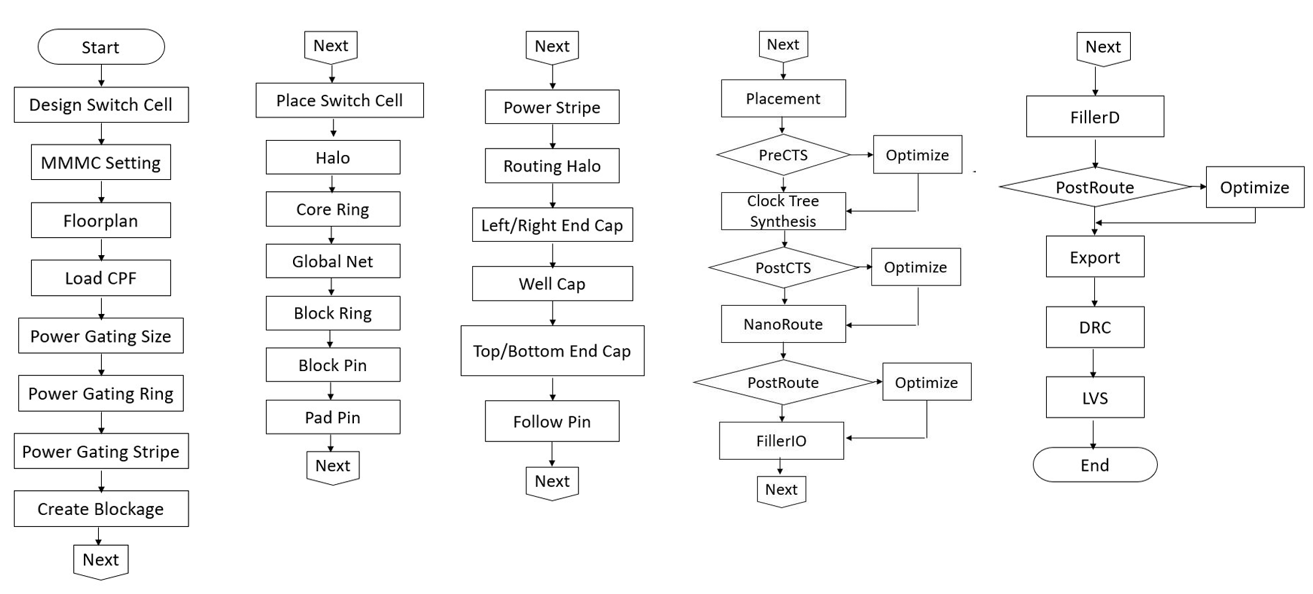 Start
Design Switch Cell
MMMC Setting
Floorplan
Load CPF
Power Gating Size
Power Gating Ring
Power Gating Stripe
Create Blockage
Next
Next
Place Switch Cell
Halo
Core Ring
Global Net
Block Ring
Block Pin
Pad Pin
Next
Next
Power Stripe
Routing Halo
Left/Right End Cap
Well Cap
Top/Bottom End Cap
Follow Pin
Next
Next
Placement
PreCTS
Optimize
Clock Tree
Synthesis
PostCTS
Optimize
NanoRoute
PostRoute
Optimize
FillerIO
Next
Next
FillerD
PostRoute
Optimize
Export
DRC
LVS
End